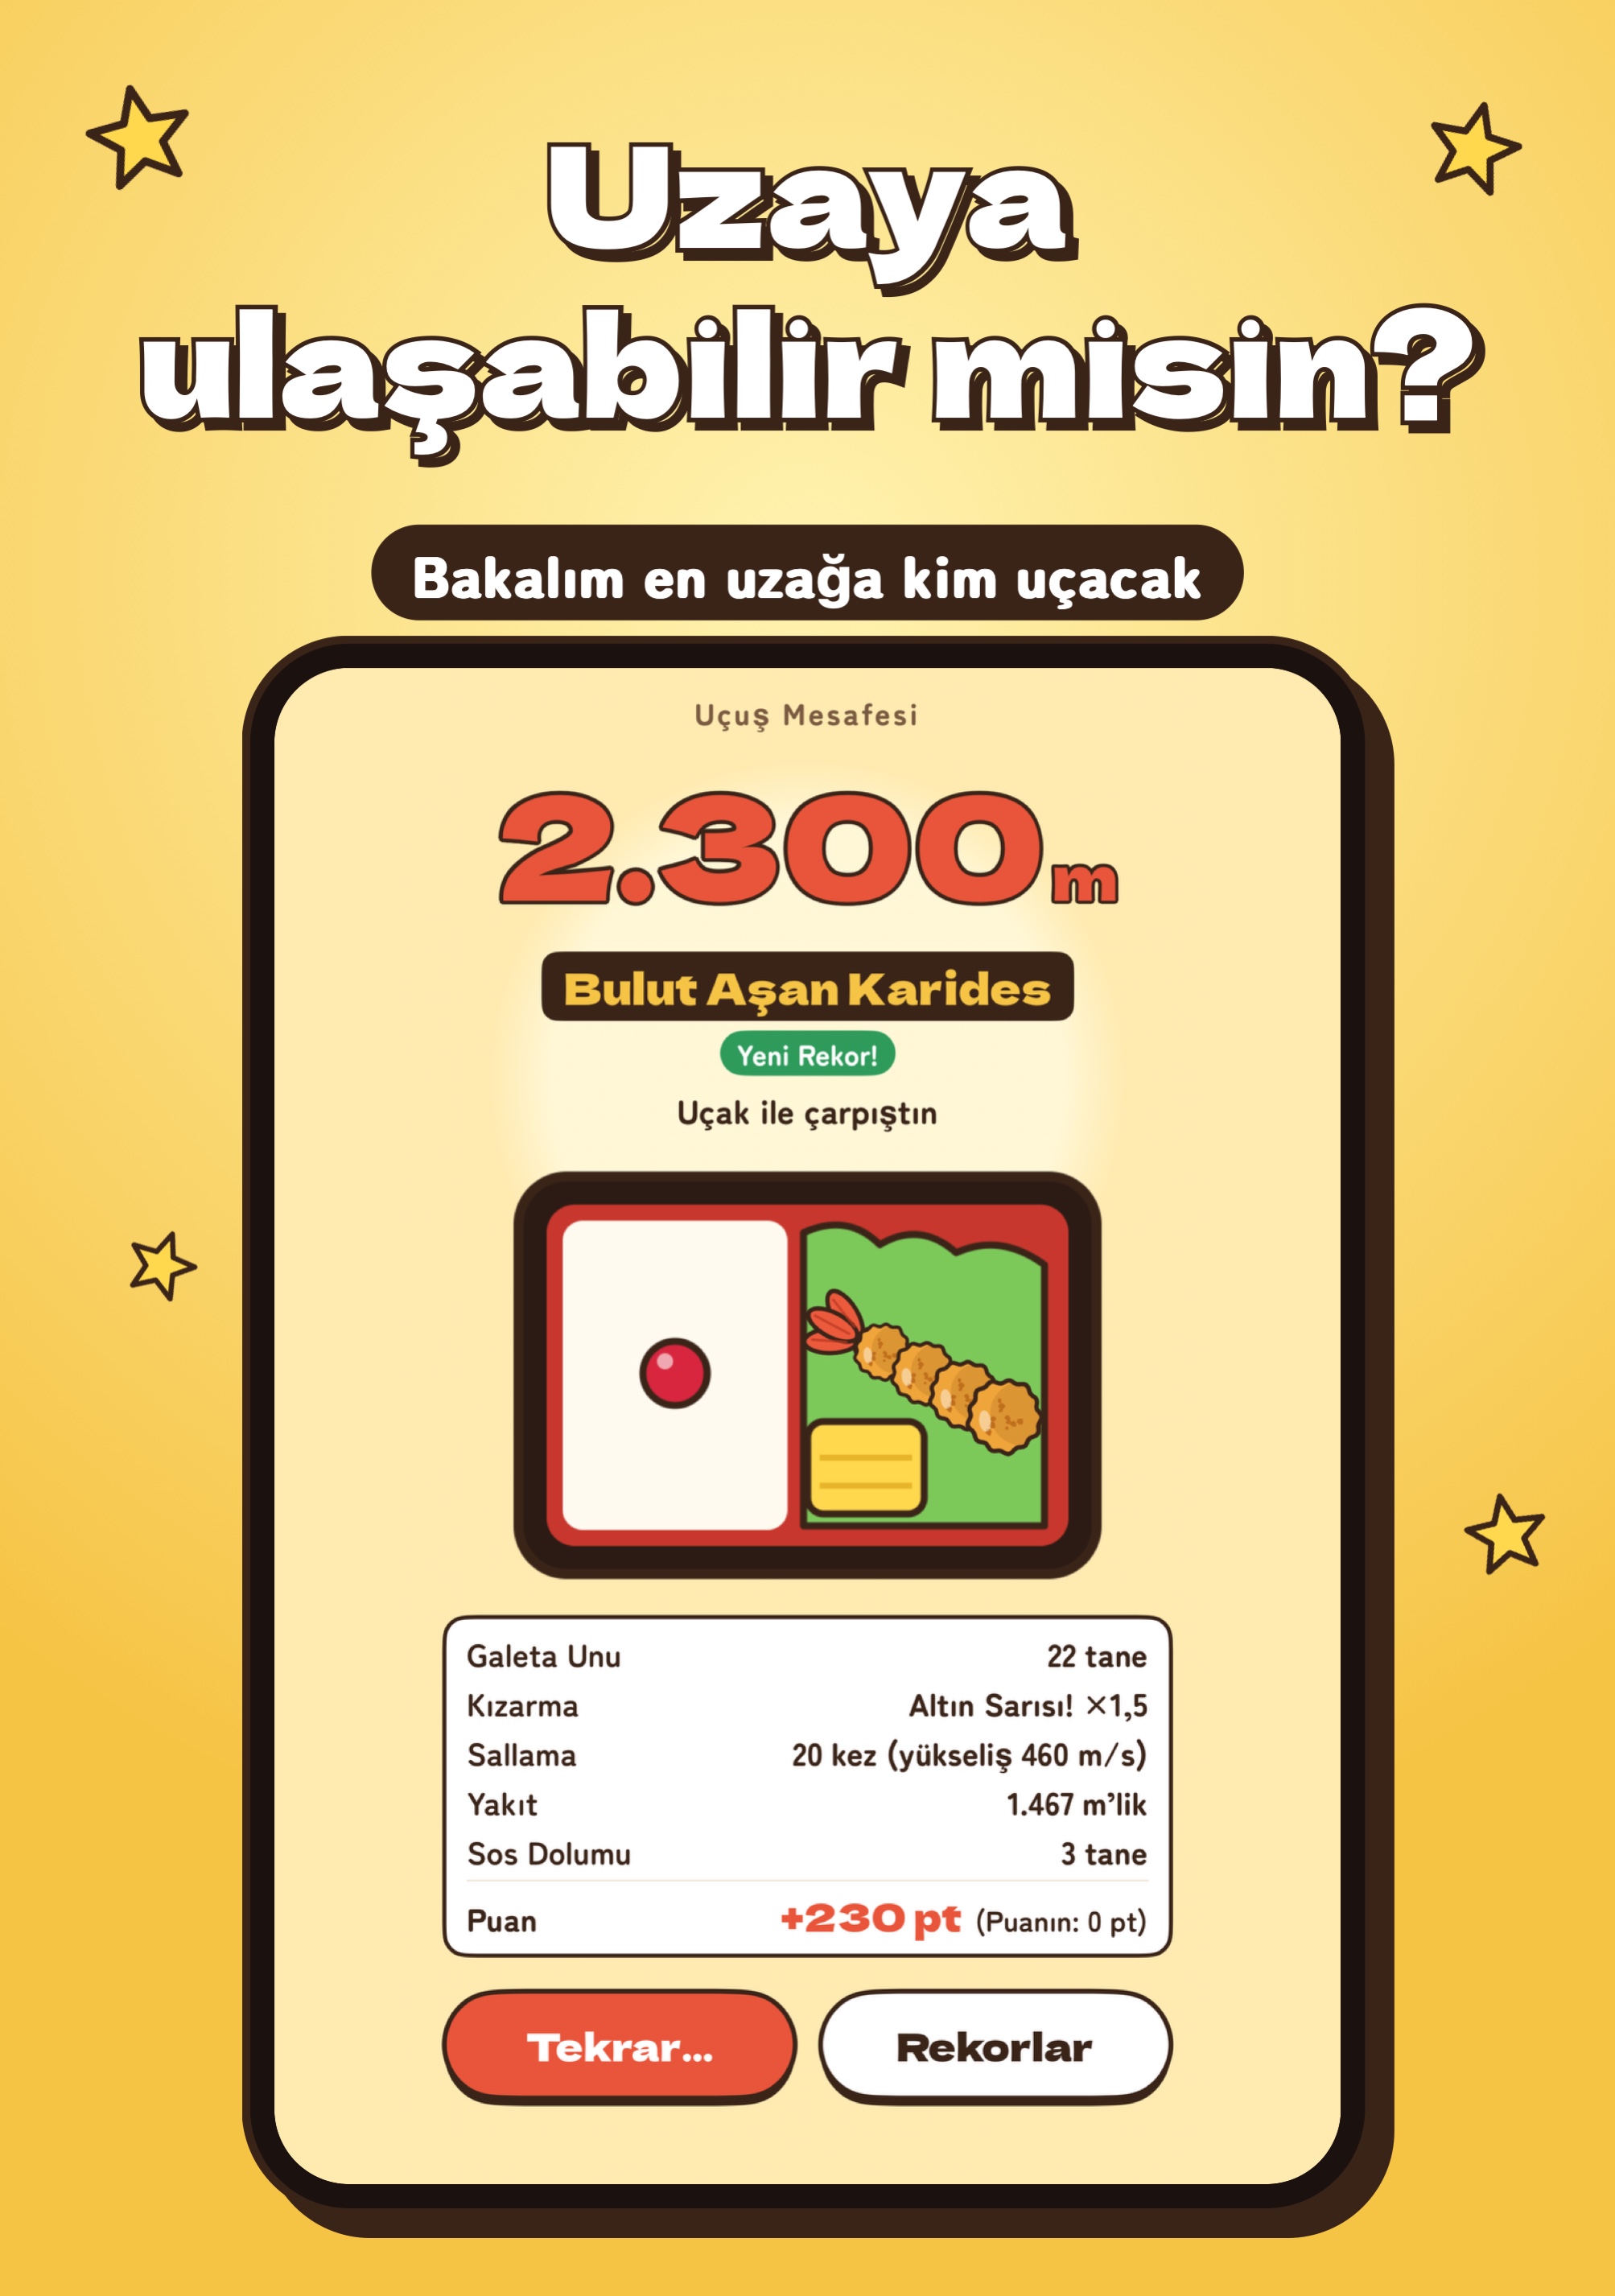 Uzaya
ulaşabilir misin?
Bakalım en uzağa kim uçacak
Uçuş Mesafesi
2.300 m
Bulut Aşan Karides
Yeni Rekor!
Uçak ile çarpıştın
Galeta Unu 22 tane
Kızarma Altın Sarısı! ×1,5
Sallama 20 kez (yükseliş 460 m/s)
Yakıt 1.467 m’lik
Sos Dolumu 3 tane
Puan +230 pt (Puanın: 0 pt)
Tekrar... Rekorlar